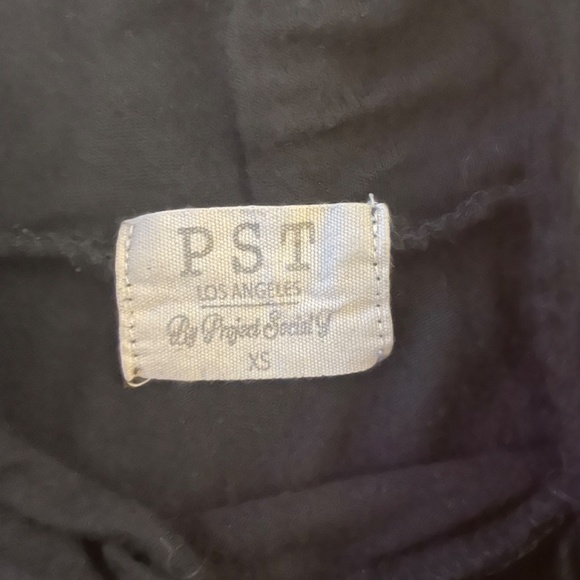 PST
LOS ANGELES
By Project Social T
XS